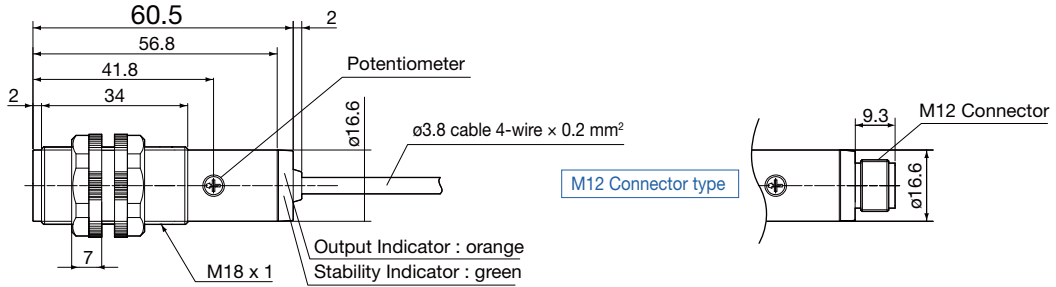 60.5
2
56.8
41.8
Potentiometer
2
34
ø16.6
ø3.8 cable 4-wire × 0.2 mm²
7
M18 x 1
Output Indicator : orange
Stability Indicator : green
M12 Connector type
9.3
M12 Connector
ø16.6